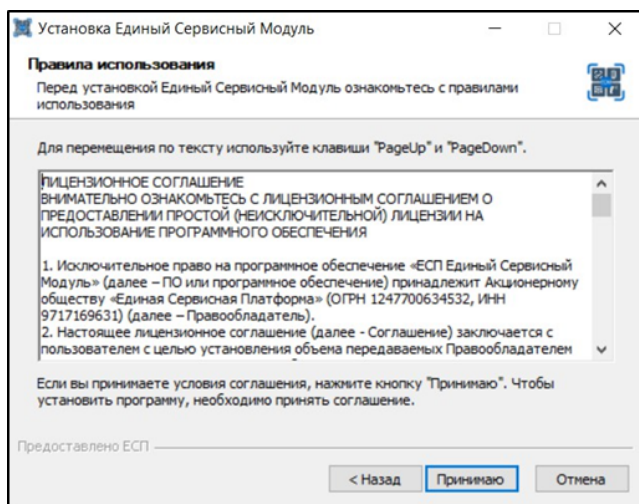 Установка Единый Сервисный Модуль
Правила использования
Перед установкой Единый Сервисный Модуль ознакомьтесь с правилами
использования
Для перемещения по тексту используйте клавиши "PageUp" и "PageDown".
ЛИЦЕНЗИОННОЕ СОГЛАШЕНИЕ
ВНИМАТЕЛЬНО ОЗНАКОМЬТЕСЬ С ЛИЦЕНЗИОННЫМ СОГЛАШЕНИЕМ О
ПРЕДОСТАВЛЕНИИ ПРОСТОЙ (НЕИСКЛЮЧИТЕЛЬНОЙ) ЛИЦЕНЗИИ НА
ИСПОЛЬЗОВАНИЕ ПРОГРАММНОГО ОБЕСПЕЧЕНИЯ
1. Исключительное право на программное обеспечение «ЕСП Единый Сервисный
Модуль» (далее – ПО или программное обеспечение) принадлежит Акционерному
обществу «Единая Сервисная Платформа» (ОГРН 1247700634532, ИНН
9717169631) (далее – Правообладатель).
2. Настоящее лицензионное соглашение (далее - Соглашение) заключается с
пользователем с целью установления объема передаваемых Правообладателем
Если вы принимаете условия соглашения, нажмите кнопку "Принимаю". Чтобы
установить программу, необходимо принять соглашение.
Предоставлено ЕСП
< Назад Принимаю Отмена